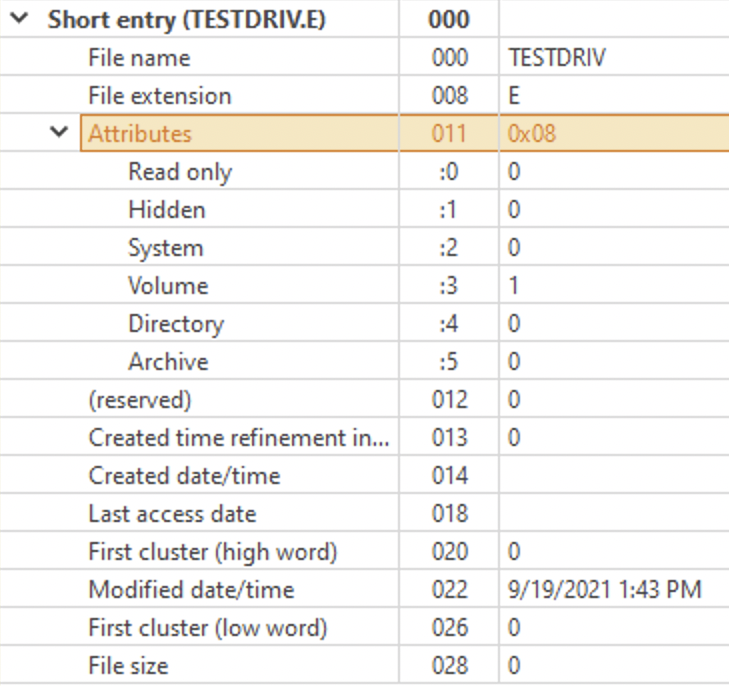 Short entry (TESTDRIV.E) 000
File name 000 TESTDRIV
File extension 008 E
Attributes 011 0x08
Read only :0 0
Hidden :1 0
System :2 0
Volume :3 1
Directory :4 0
Archive :5 0
(reserved) 012 0
Created time refinement in... 013 0
Created date/time 014
Last access date 018
First cluster (high word) 020 0
Modified date/time 022 9/19/2021 1:43 PM
First cluster (low word) 026 0
File size 028 0